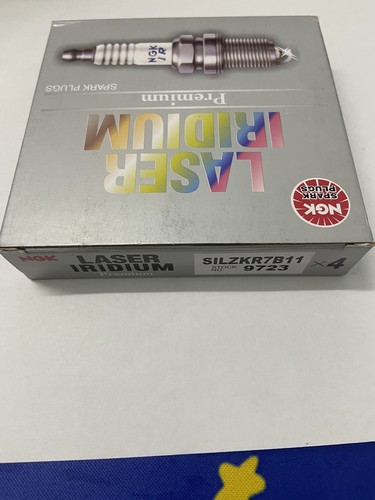 NGK
IR
SPARK PLUGS
Premium
LASER
IRIDIUM
NGK
SPARK PLUGS
NGK
LASER
IRIDIUM
Premium
SILZKR7B11
STOCK NO. 9723
×4